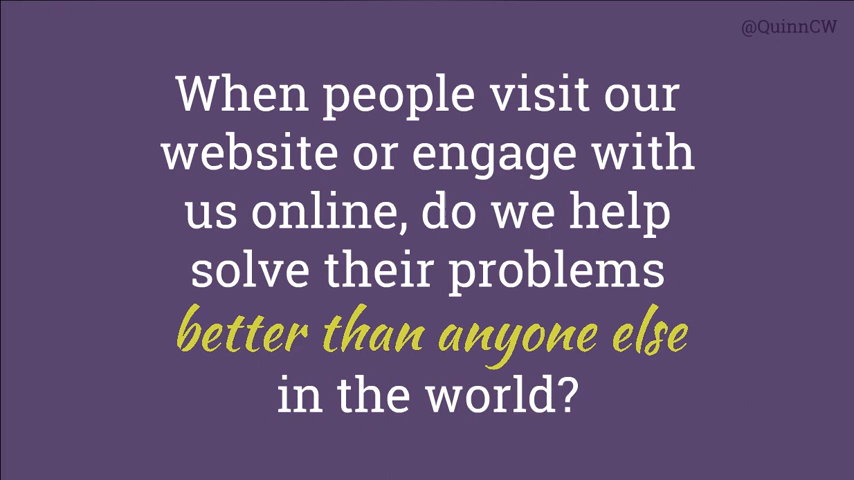 @QuinnCW
When people visit our
website or engage with
us online, do we help
solve their problems
better than anyone else
in the world?